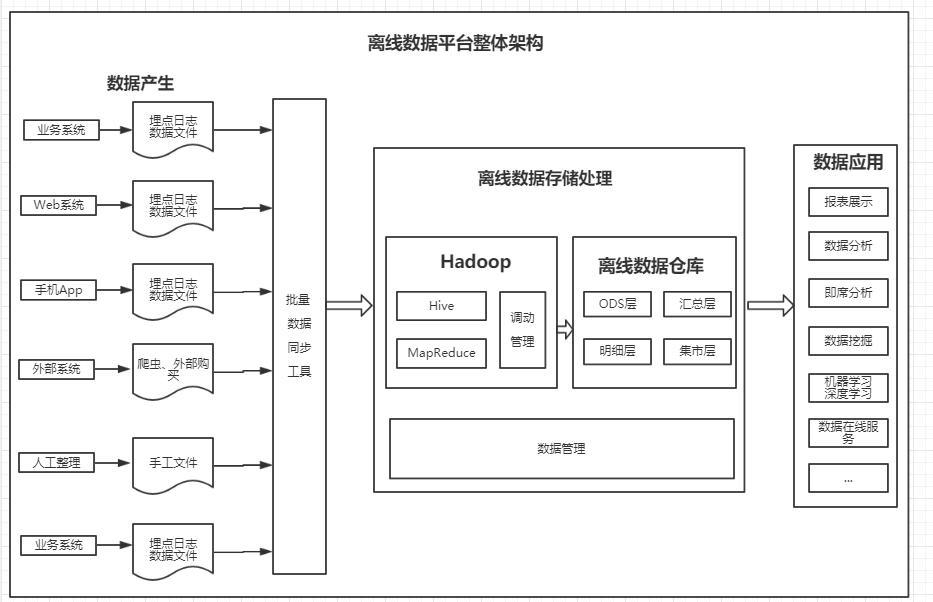 离线数据平台整体架构
数据产生
业务系统
埋点日志
数据文件
Web系统
埋点日志
数据文件
手机App
埋点日志
数据文件
外部系统
爬虫、外部购
买
人工整理
手工文件
业务系统
埋点日志
数据文件
批量
数据
同步
工具
离线数据存储处理
Hadoop
Hive
MapReduce
调动
管理
离线数据仓库
ODS层
汇总层
明细层
集市层
数据管理
数据应用
报表展示
数据分析
即席分析
数据挖掘
机器学习
深度学习
数据在线服
务
...